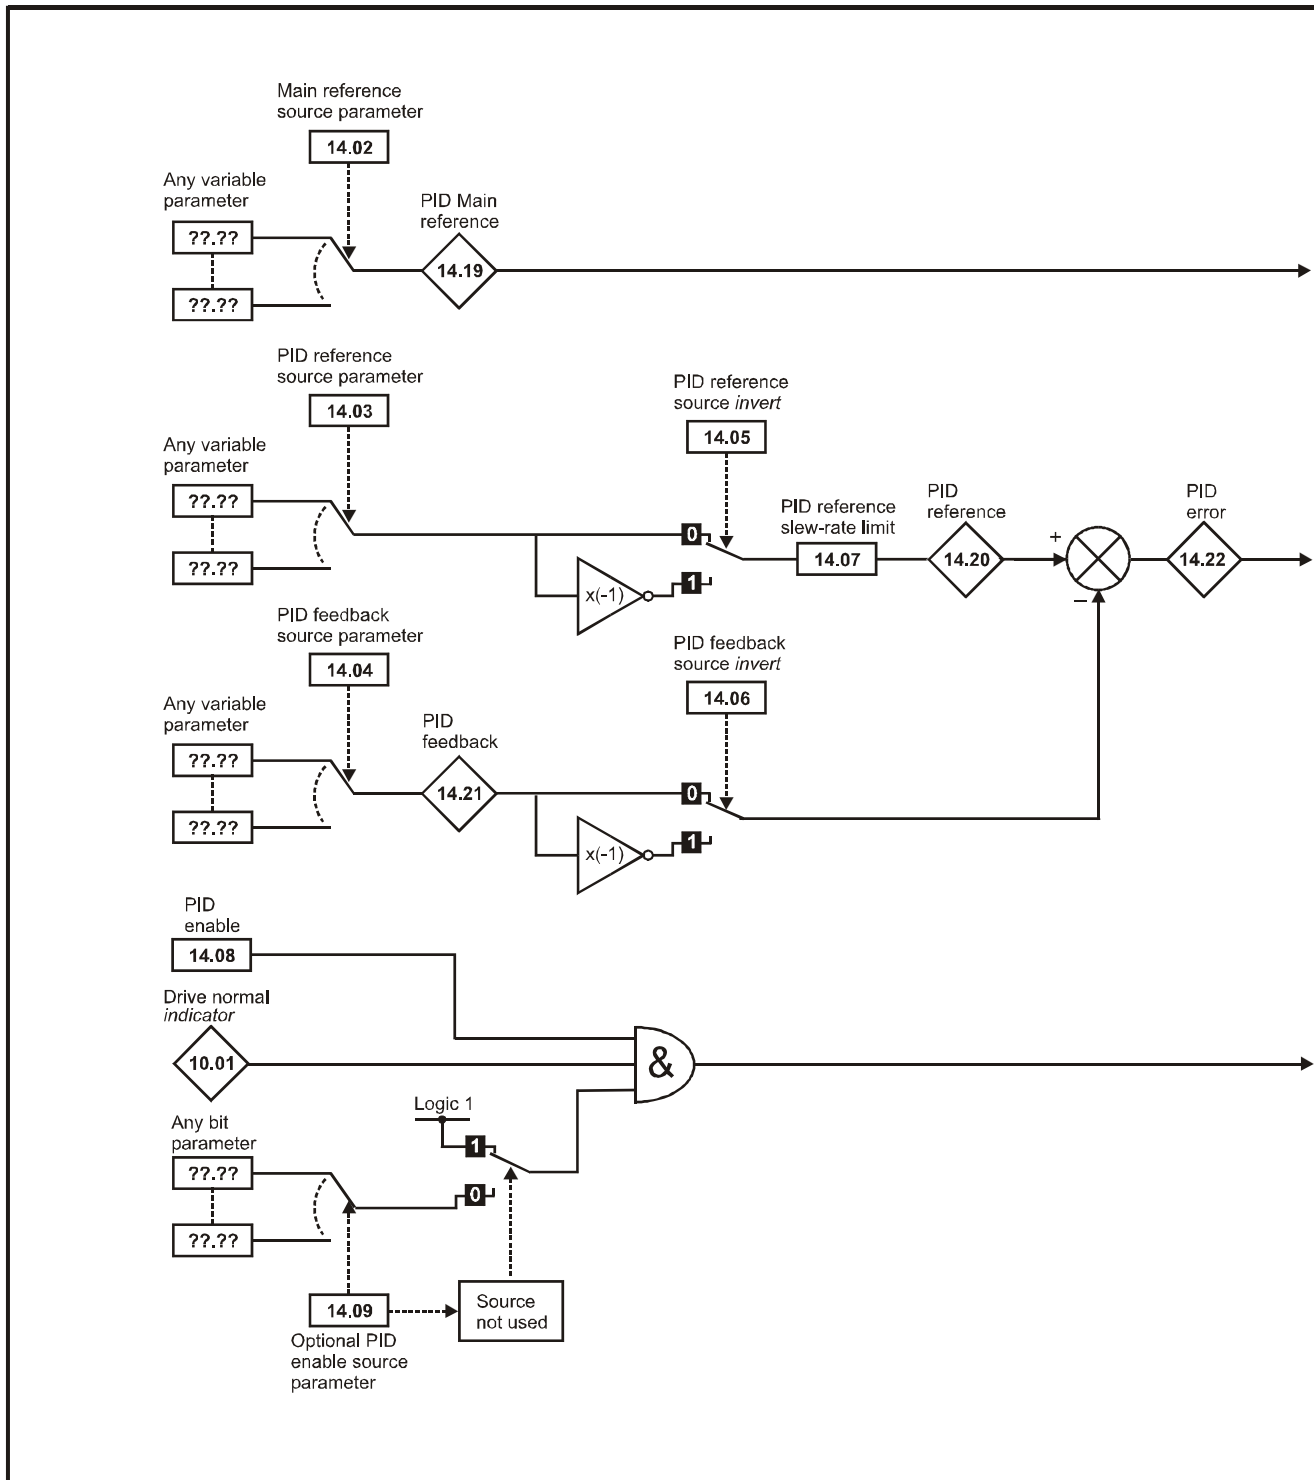 Main reference
source parameter
14.02
Any variable
parameter
??.??
??.??
PID Main
reference
14.19
PID reference
source parameter
14.03
Any variable
parameter
??.??
??.??
x(-1)
PID reference
source invert
14.05
0
1
PID reference
slew-rate limit
14.07
PID
reference
14.20
+
–
PID
error
14.22
PID feedback
source parameter
14.04
Any variable
parameter
??.??
??.??
PID
feedback
14.21
x(-1)
PID feedback
source invert
14.06
0
1
PID
enable
14.08
Drive normal
indicator
10.01
&
Logic 1
1
0
Any bit
parameter
??.??
??.??
14.09
Optional PID
enable source
parameter
Source
not used